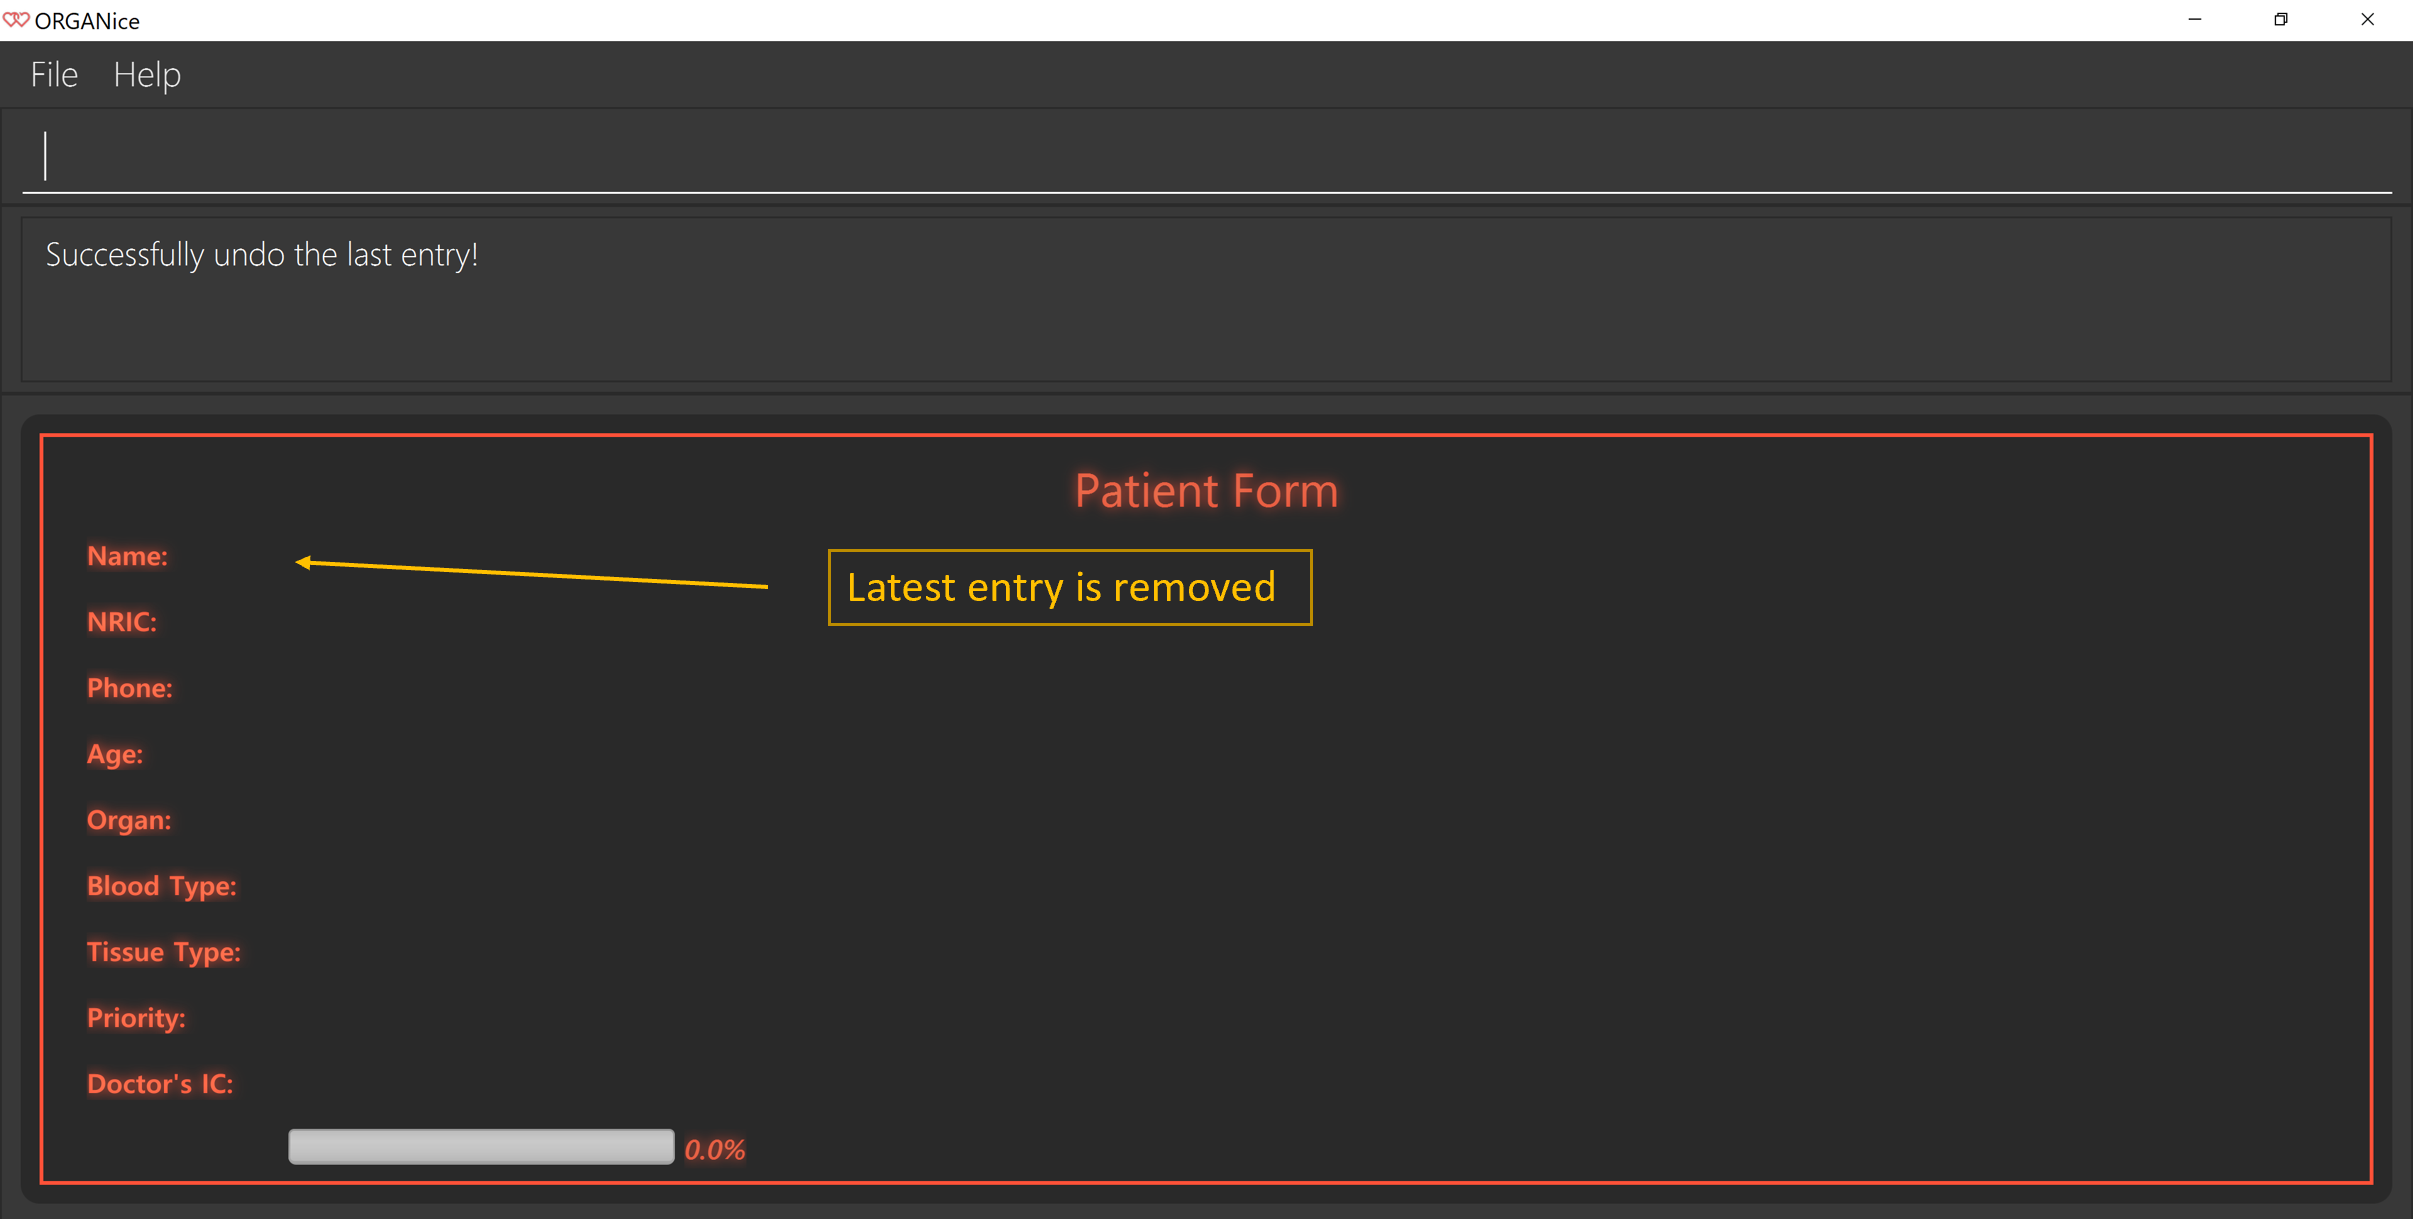 ORGANice
File Help
Successfully undo the last entry!
Patient Form
Name:
Latest entry is removed
NRIC:
Phone:
Age:
Organ:
Blood Type:
Tissue Type:
Priority:
Doctor's IC:
0.0%